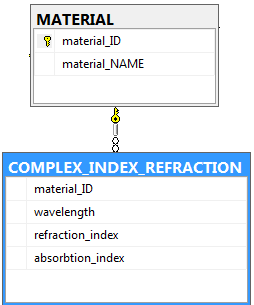 MATERIAL
material_ID
material_NAME
COMPLEX_INDEX_REFRACTION
material_ID
wavelength
refraction_index
absorbtion_index